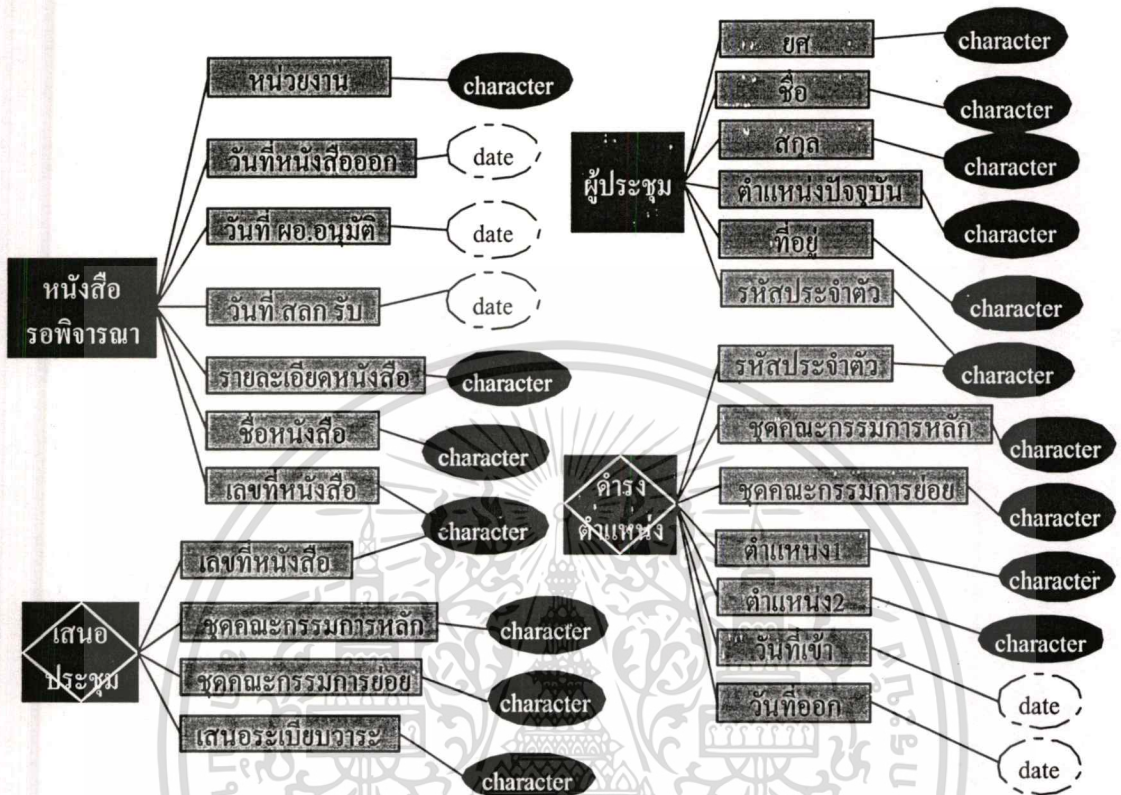 หนังสือ
รอพิจารณา
หน่วยงาน
character
วันที่หนังสือออก
date
วันที่ ผอ.อนุมัติ
date
วันที่ สลก รับ
date
รายละเอียดหนังสือ
character
ชื่อหนังสือ
character
เลขที่หนังสือ
character
เสนอ
ประชุม
เลขที่หนังสือ
ชุดคณะกรรมการหลัก
character
ชุดคณะกรรมการย่อย
character
เสนอระเบียบวาระ
character
ผู้ประชุม
ยศ
character
ชื่อ
character
สกุล
character
ตำแหน่งปัจจุบัน
character
ที่อยู่
character
รหัสประจำตัว
character
ดำรง
ตำแหน่ง
รหัสประจำตัว
ชุดคณะกรรมการหลัก
character
ชุดคณะกรรมการย่อย
character
ตำแหน่ง1
character
ตำแหน่ง2
character
วันที่เข้า
date
วันที่ออก
date